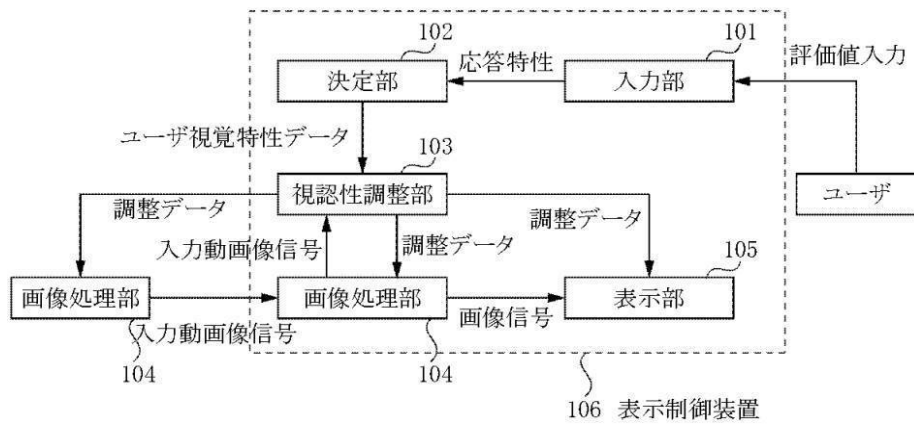 102
101
決定部
応答特性
入力部
評価値入力
ユーザ視覚特性データ
103
視認性調整部
ユーザ
調整データ
入力動画像信号
調整データ
調整データ
105
画像処理部
画像処理部
画像信号
表示部
入力動画像信号
104
104
106 表示制御装置